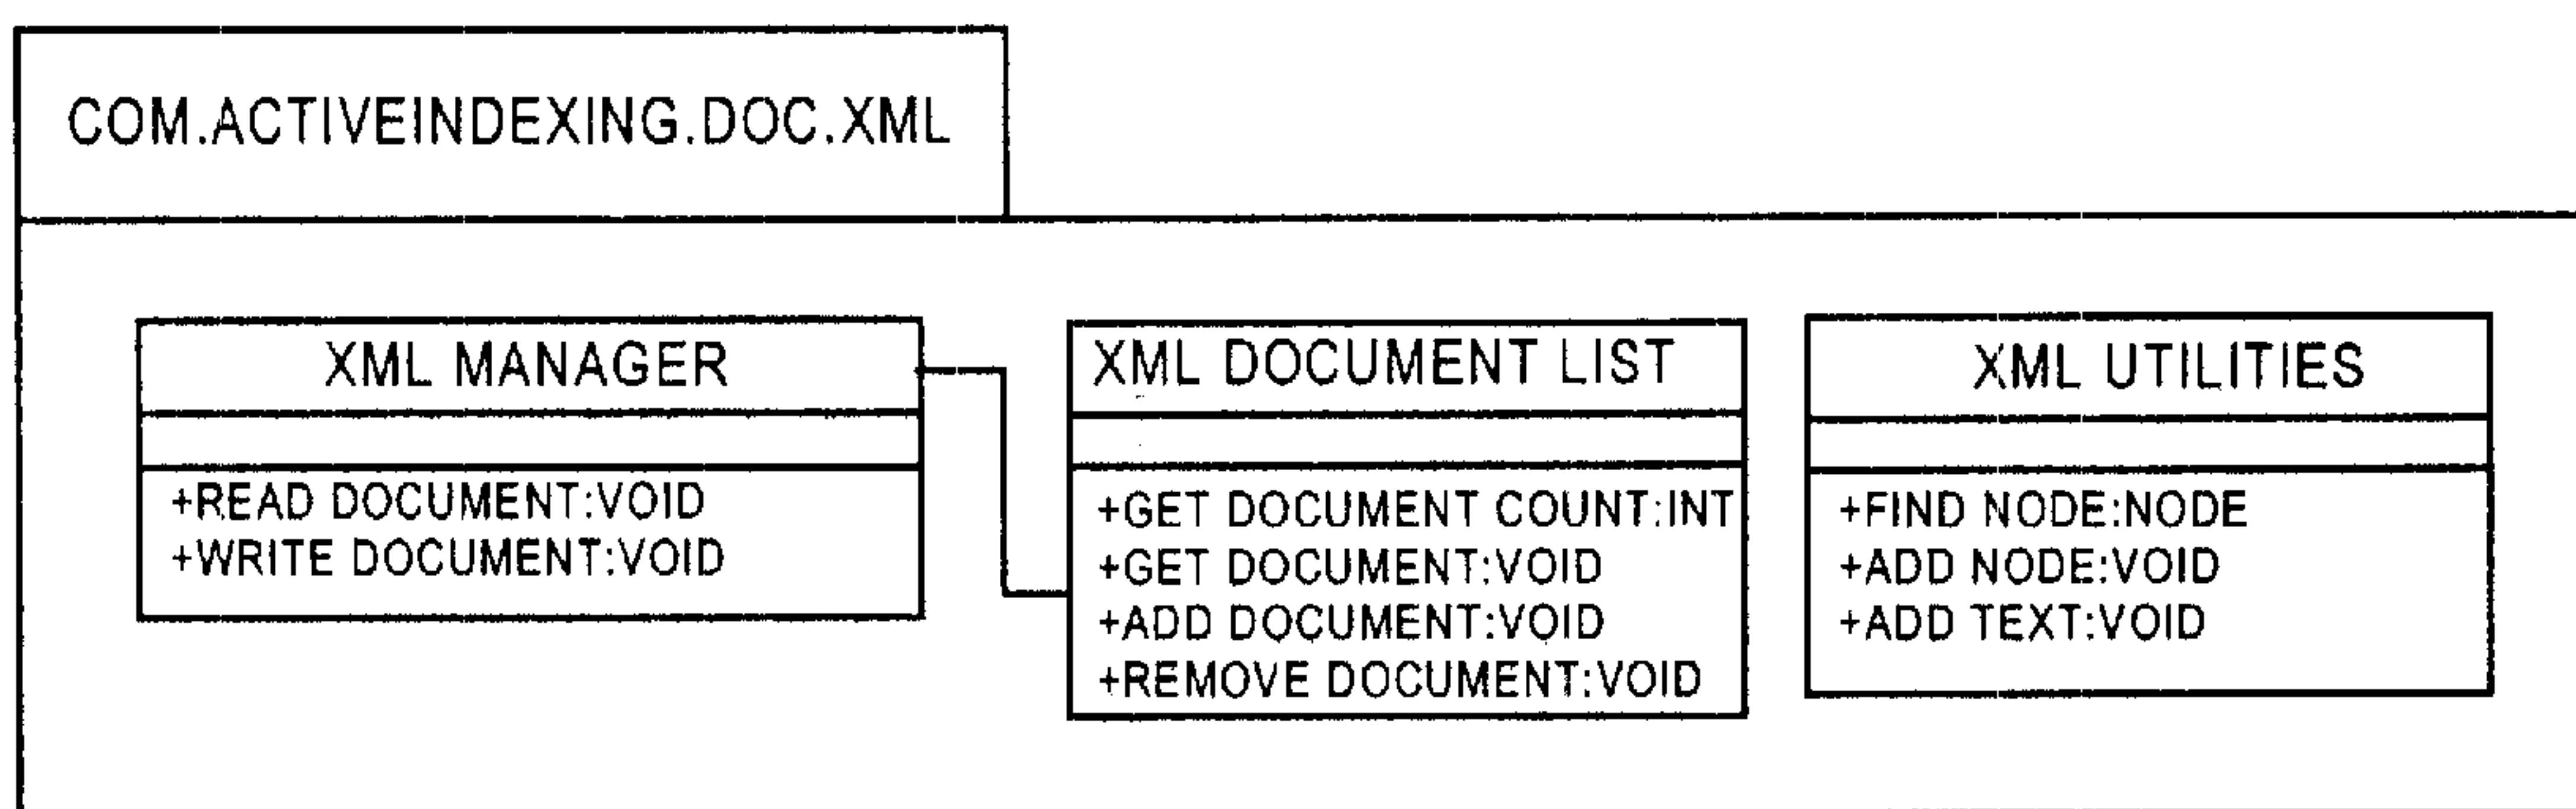 COM.ACTIVEINDEXING.DOC.XML
XML MANAGER
+READ DOCUMENT:VOID
+WRITE DOCUMENT:VOID
XML DOCUMENT LIST
+GET DOCUMENT COUNT:INT
+GET DOCUMENT:VOID
+ADD DOCUMENT:VOID
+REMOVE DOCUMENT:VOID
XML UTILITIES
+FIND NODE:NODE
+ADD NODE:VOID
+ADD TEXT:VOID